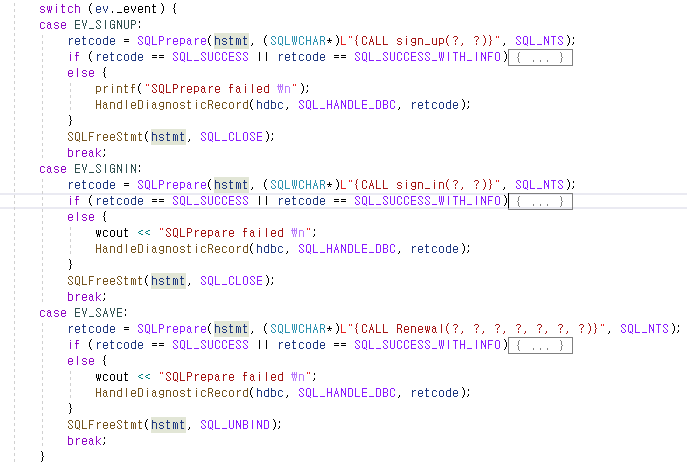 switch (ev._event) {
case EV_SIGNUP:
retcode = SQLPrepare(hstmt, (SQLWCHAR*)L"{CALL sign_up(?, ?)}", SQL_NTS);
if (retcode == SQL_SUCCESS || retcode == SQL_SUCCESS_WITH_INFO){ ... }
else {
printf("SQLPrepare failed ₩n");
HandleDiagnosticRecord(hdbc, SQL_HANDLE_DBC, retcode);
}
SQLFreeStmt(hstmt, SQL_CLOSE);
break;
case EV_SIGNIN:
retcode = SQLPrepare(hstmt, (SQLWCHAR*)L"{CALL sign_in(?, ?)}", SQL_NTS);
if (retcode == SQL_SUCCESS || retcode == SQL_SUCCESS_WITH_INFO){ ... }
else {
wcout << "SQLPrepare failed ₩n";
HandleDiagnosticRecord(hdbc, SQL_HANDLE_DBC, retcode);
}
SQLFreeStmt(hstmt, SQL_CLOSE);
break;
case EV_SAVE:
retcode = SQLPrepare(hstmt, (SQLWCHAR*)L"{CALL Renewal(?, ?, ?, ?, ?, ?, ?)}", SQL_NTS);
if (retcode == SQL_SUCCESS || retcode == SQL_SUCCESS_WITH_INFO){ ... }
else {
wcout << "SQLPrepare failed ₩n";
HandleDiagnosticRecord(hdbc, SQL_HANDLE_DBC, retcode);
}
SQLFreeStmt(hstmt, SQL_UNBIND);
break;
}